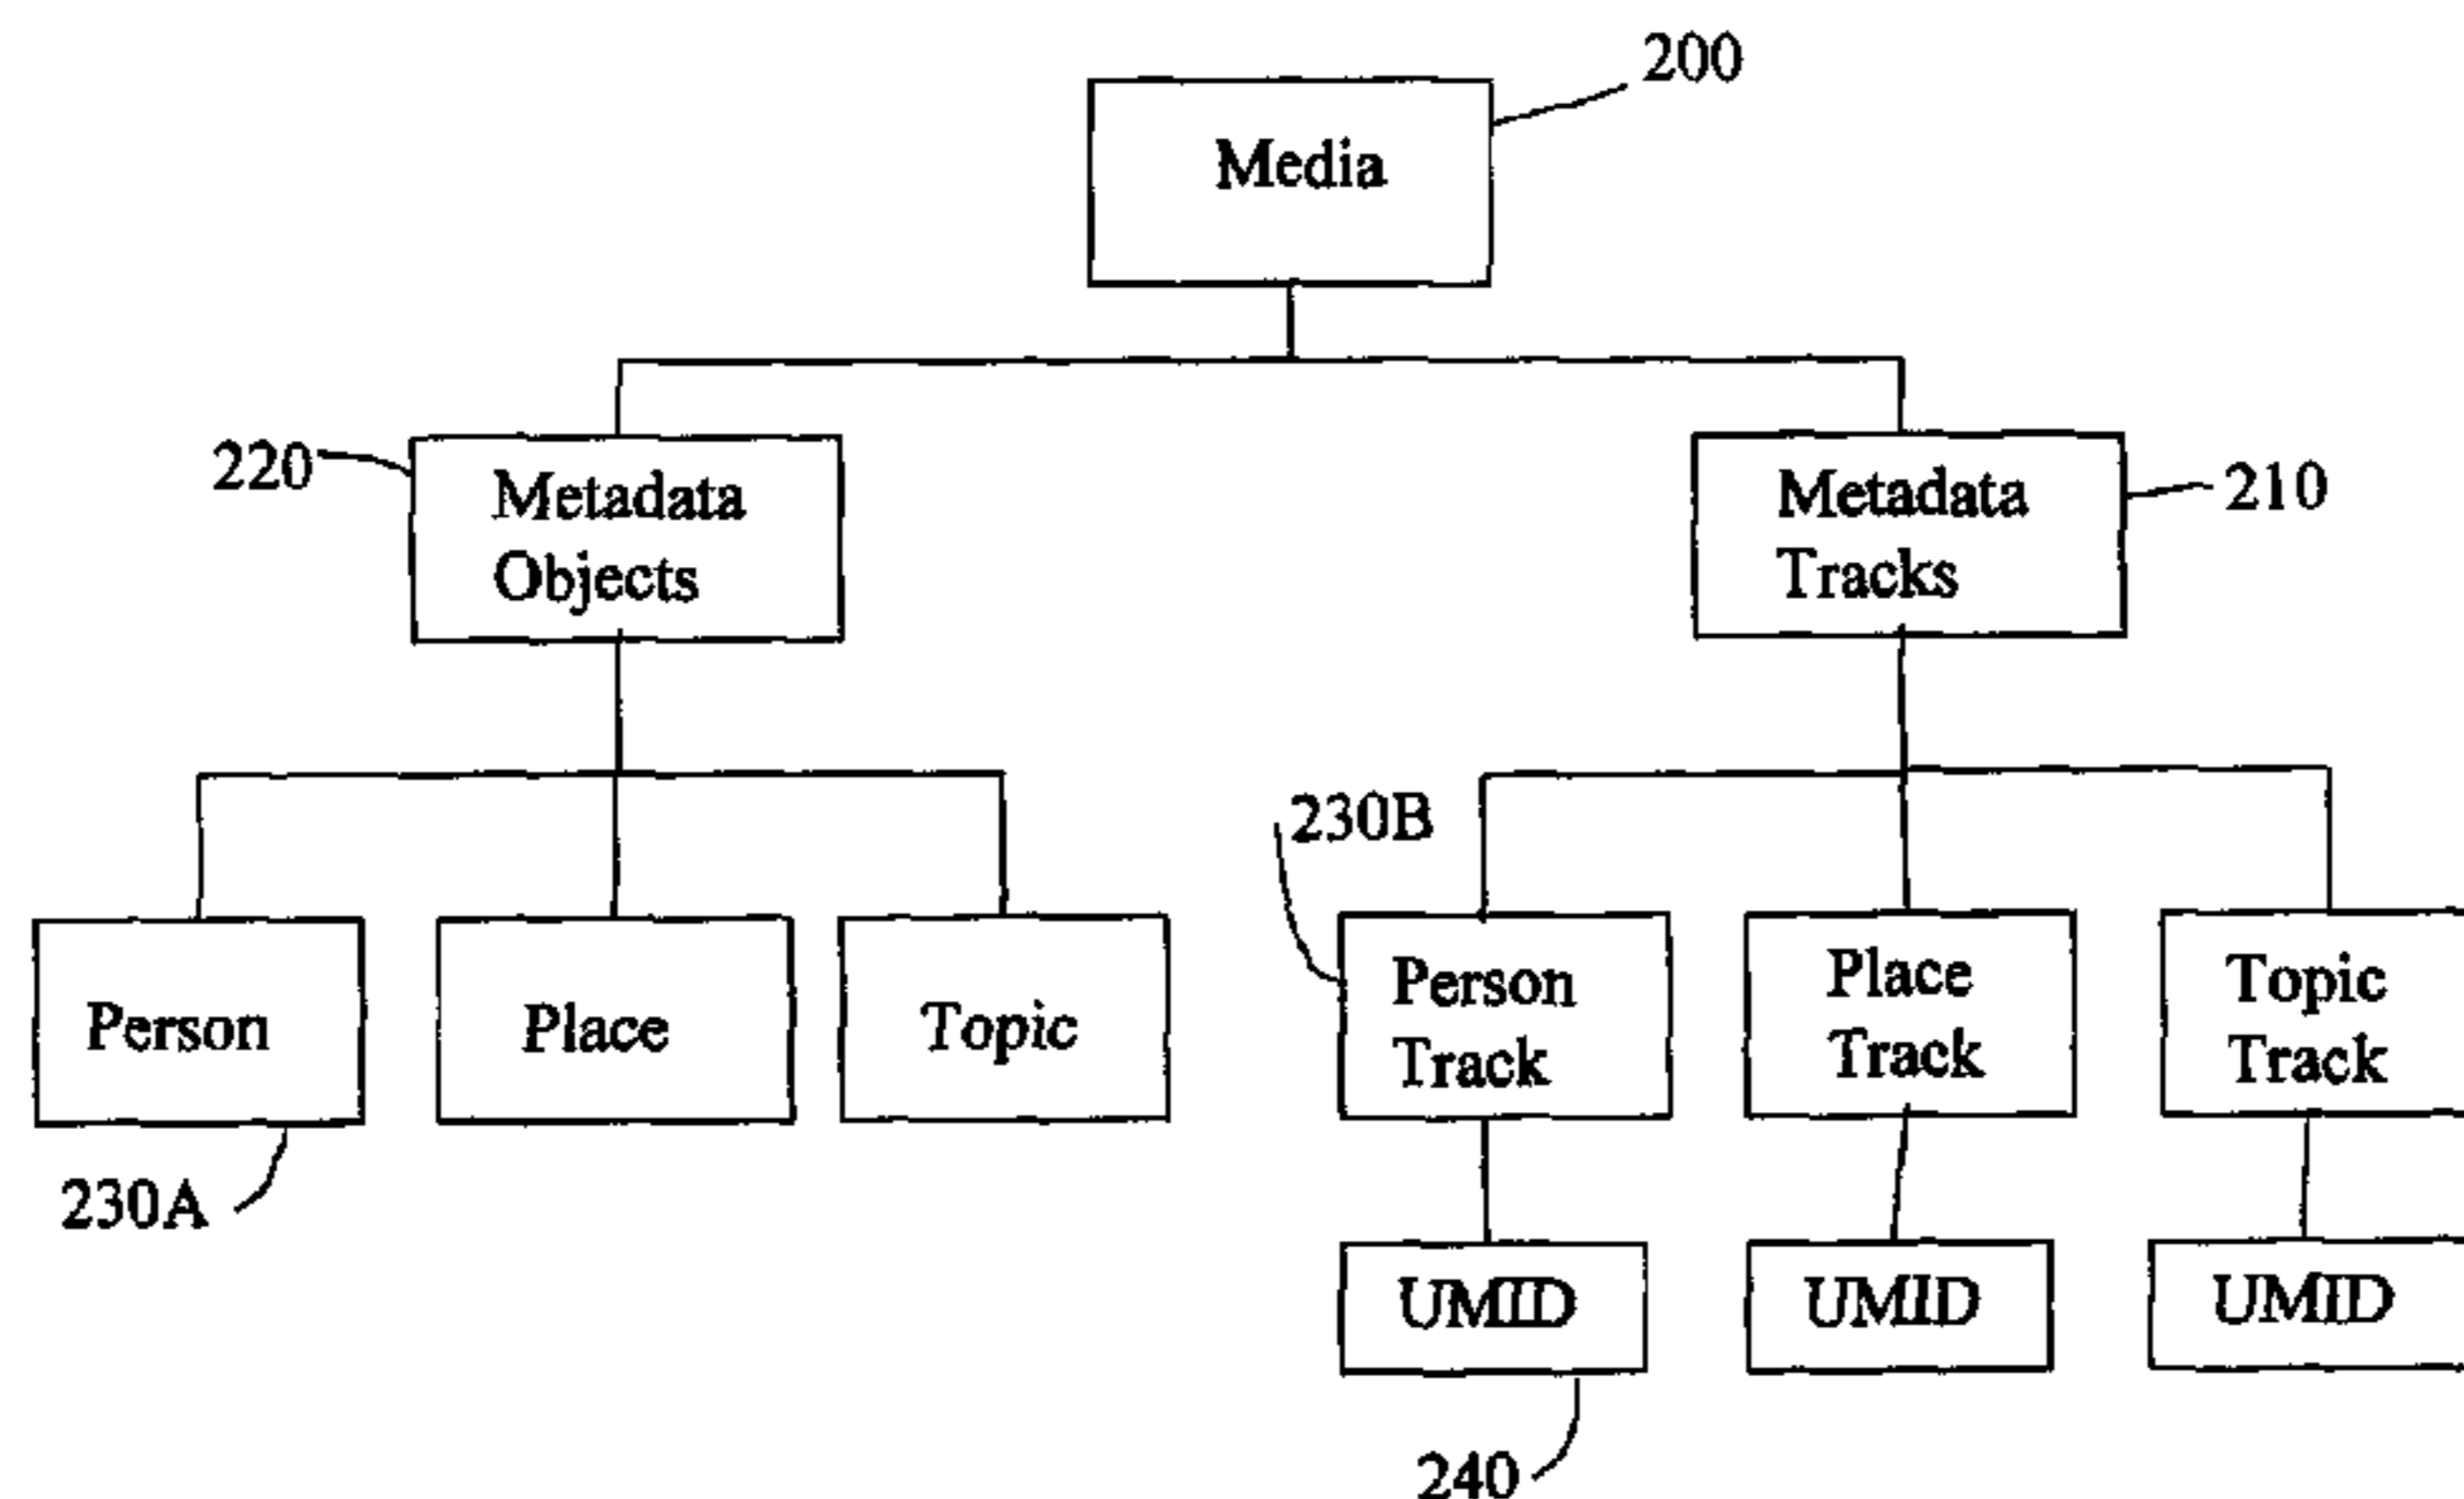 200
Media
220
Metadata
Objects
Metadata
Tracks
210
230B
Person
Place
Topic
Person
Track
Place
Track
Topic
Track
230A
UMID
UMID
UMID
240